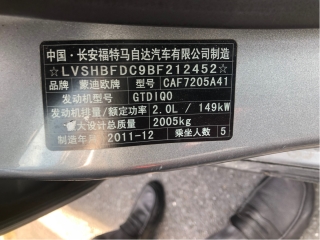 中国·长安福特马自达汽车有限公司制造
☆LVSHBFDC9BF212452☆
品牌 蒙迪欧牌 型号 CAF7205A41
发动机型号 GTDIQ0
发动机排量/额定功率 2.0L / 149kW
最大设计总质量 2005kg
制造年月 2011-12 乘坐人数 5